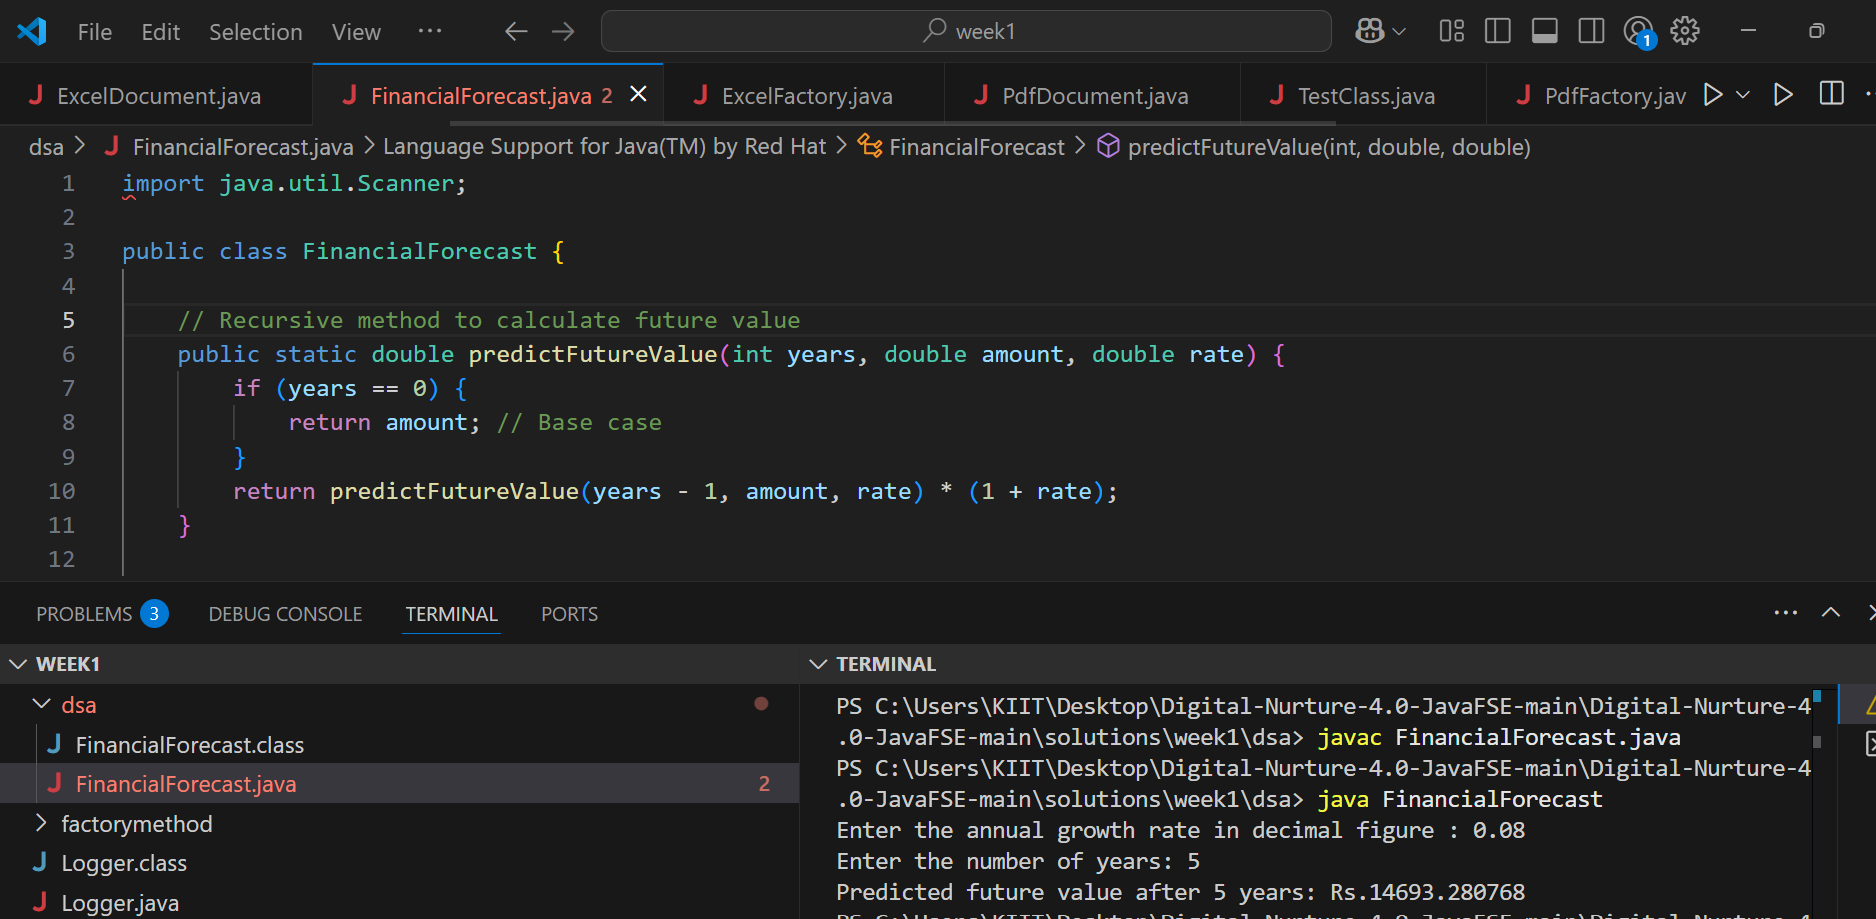 File Edit Selection View ··· week1 1
ExcelDocument.java FinancialForecast.java 2 ExcelFactory.java PdfDocument.java TestClass.java PdfFactory.jav
dsa > FinancialForecast.java > Language Support for Java(TM) by Red Hat > FinancialForecast > predictFutureValue(int, double, double)
1 import java.util.Scanner;
2
3 public class FinancialForecast {
4
5 // Recursive method to calculate future value
6 public static double predictFutureValue(int years, double amount, double rate) {
7 if (years == 0) {
8 return amount; // Base case
9 }
10 return predictFutureValue(years - 1, amount, rate) * (1 + rate);
11 }
12
PROBLEMS 3 DEBUG CONSOLE TERMINAL PORTS
WEEK1
dsa
FinancialForecast.class
FinancialForecast.java 2
factorymethod
Logger.class
Logger.java
TERMINAL
PS C:\Users\KIIT\Desktop\Digital-Nurture-4.0-JavaFSE-main\Digital-Nurture-4
.0-JavaFSE-main\solutions\week1\dsa> javac FinancialForecast.java
PS C:\Users\KIIT\Desktop\Digital-Nurture-4.0-JavaFSE-main\Digital-Nurture-4
.0-JavaFSE-main\solutions\week1\dsa> java FinancialForecast
Enter the annual growth rate in decimal figure : 0.08
Enter the number of years: 5
Predicted future value after 5 years: Rs.14693.280768